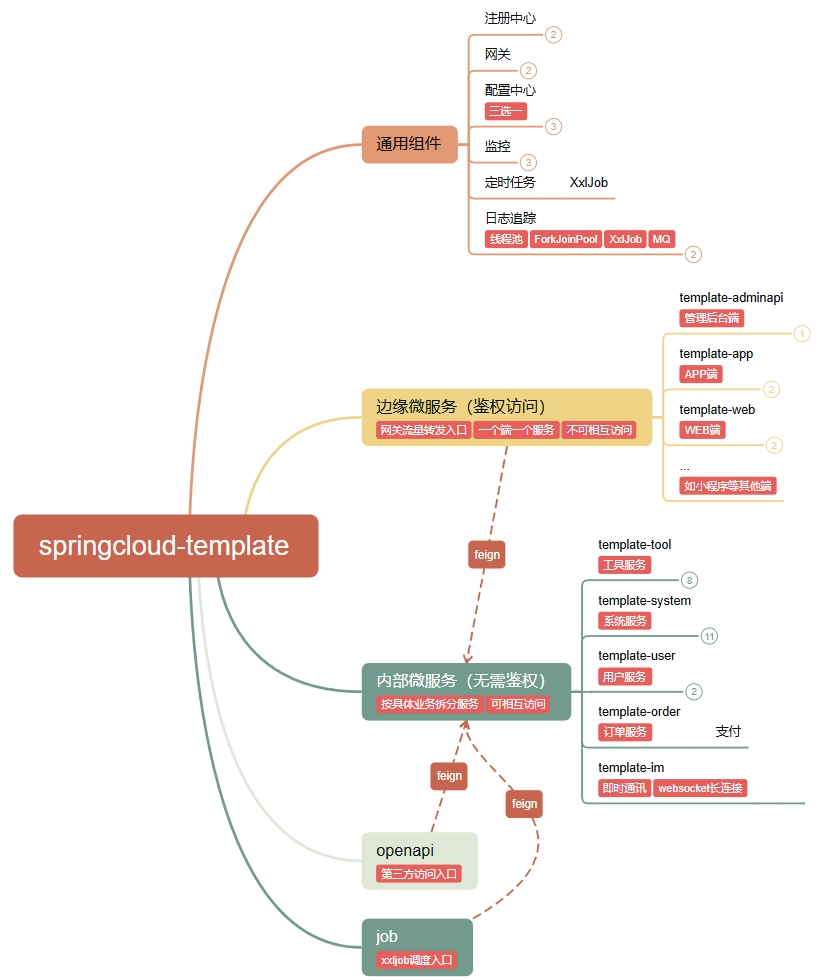 注册中心
2
网关
2
配置中心
三选一
3
通用组件
监控
3
定时任务 XxlJob
日志追踪
线程池 ForkJoinPool XxlJob MQ
2
template-adminapi
管理后台端
1
template-app
APP端
2
边缘微服务（鉴权访问）
网关流量转发入口 一个端一个服务 不可相互访问
template-web
WEB端
2
...
如小程序等其他端
springcloud-template
feign
template-tool
工具服务
8
template-system
系统服务
11
内部微服务（无需鉴权）
按具体业务拆分服务 可相互访问
template-user
用户服务
2
template-order
订单服务 支付
template-im
即时通讯 websocket长连接
feign
feign
openapi
第三方访问入口
job
xxljob调度入口